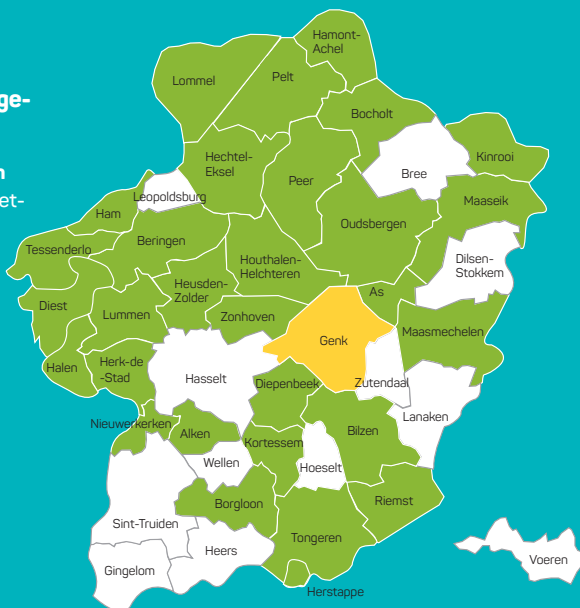 ge-
n
et-
Hamont-
Achel
Lommel
Pelt
Bocholt
Hechtel-
Eksel
Peer
Bree
Kinrooi
Leopoldsburg
Maaseik
Ham
Oudsbergen
Tessenderlo
Beringen
Houthalen-
Helchteren
Dilsen-
Stokkem
Heusden-
Zolder
As
Diest
Lummen
Zonhoven
Genk
Maasmechelen
Halen
Herk-de
-Stad
Hasselt
Diepenbeek
Zutendaal
Lanaken
Nieuwerkerken
Alken
Kortessem
Bilzen
Wellen
Hoeselt
Borgloon
Riemst
Sint-Truiden
Tongeren
Heers
Gingelom
Voeren
Herstappe